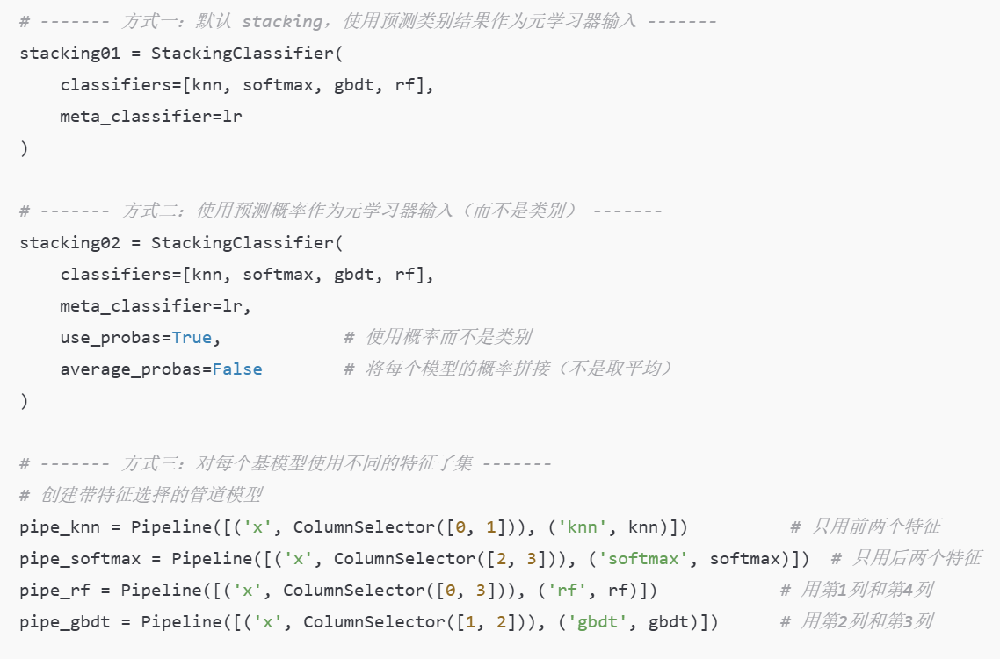 # ------- 方式一：默认 stacking，使用预测类别结果作为元学习器输入 -------
stacking01 = StackingClassifier(
    classifiers=[knn, softmax, gbdt, rf],
    meta_classifier=lr
)

# ------- 方式二：使用预测概率作为元学习器输入（而不是类别） -------
stacking02 = StackingClassifier(
    classifiers=[knn, softmax, gbdt, rf],
    meta_classifier=lr,
    use_probas=True,            # 使用概率而不是类别
    average_probas=False        # 将每个模型的概率拼接（不是取平均）
)

# ------- 方式三：对每个基模型使用不同的特征子集 -------
# 创建带特征选择的管道模型
pipe_knn = Pipeline([('x', ColumnSelector([0, 1])), ('knn', knn)])          # 只用前两个特征
pipe_softmax = Pipeline([('x', ColumnSelector([2, 3])), ('softmax', softmax)])  # 只用后两个特征
pipe_rf = Pipeline([('x', ColumnSelector([0, 3])), ('rf', rf)])            # 用第1列和第4列
pipe_gbdt = Pipeline([('x', ColumnSelector([1, 2])), ('gbdt', gbdt)])      # 用第2列和第3列